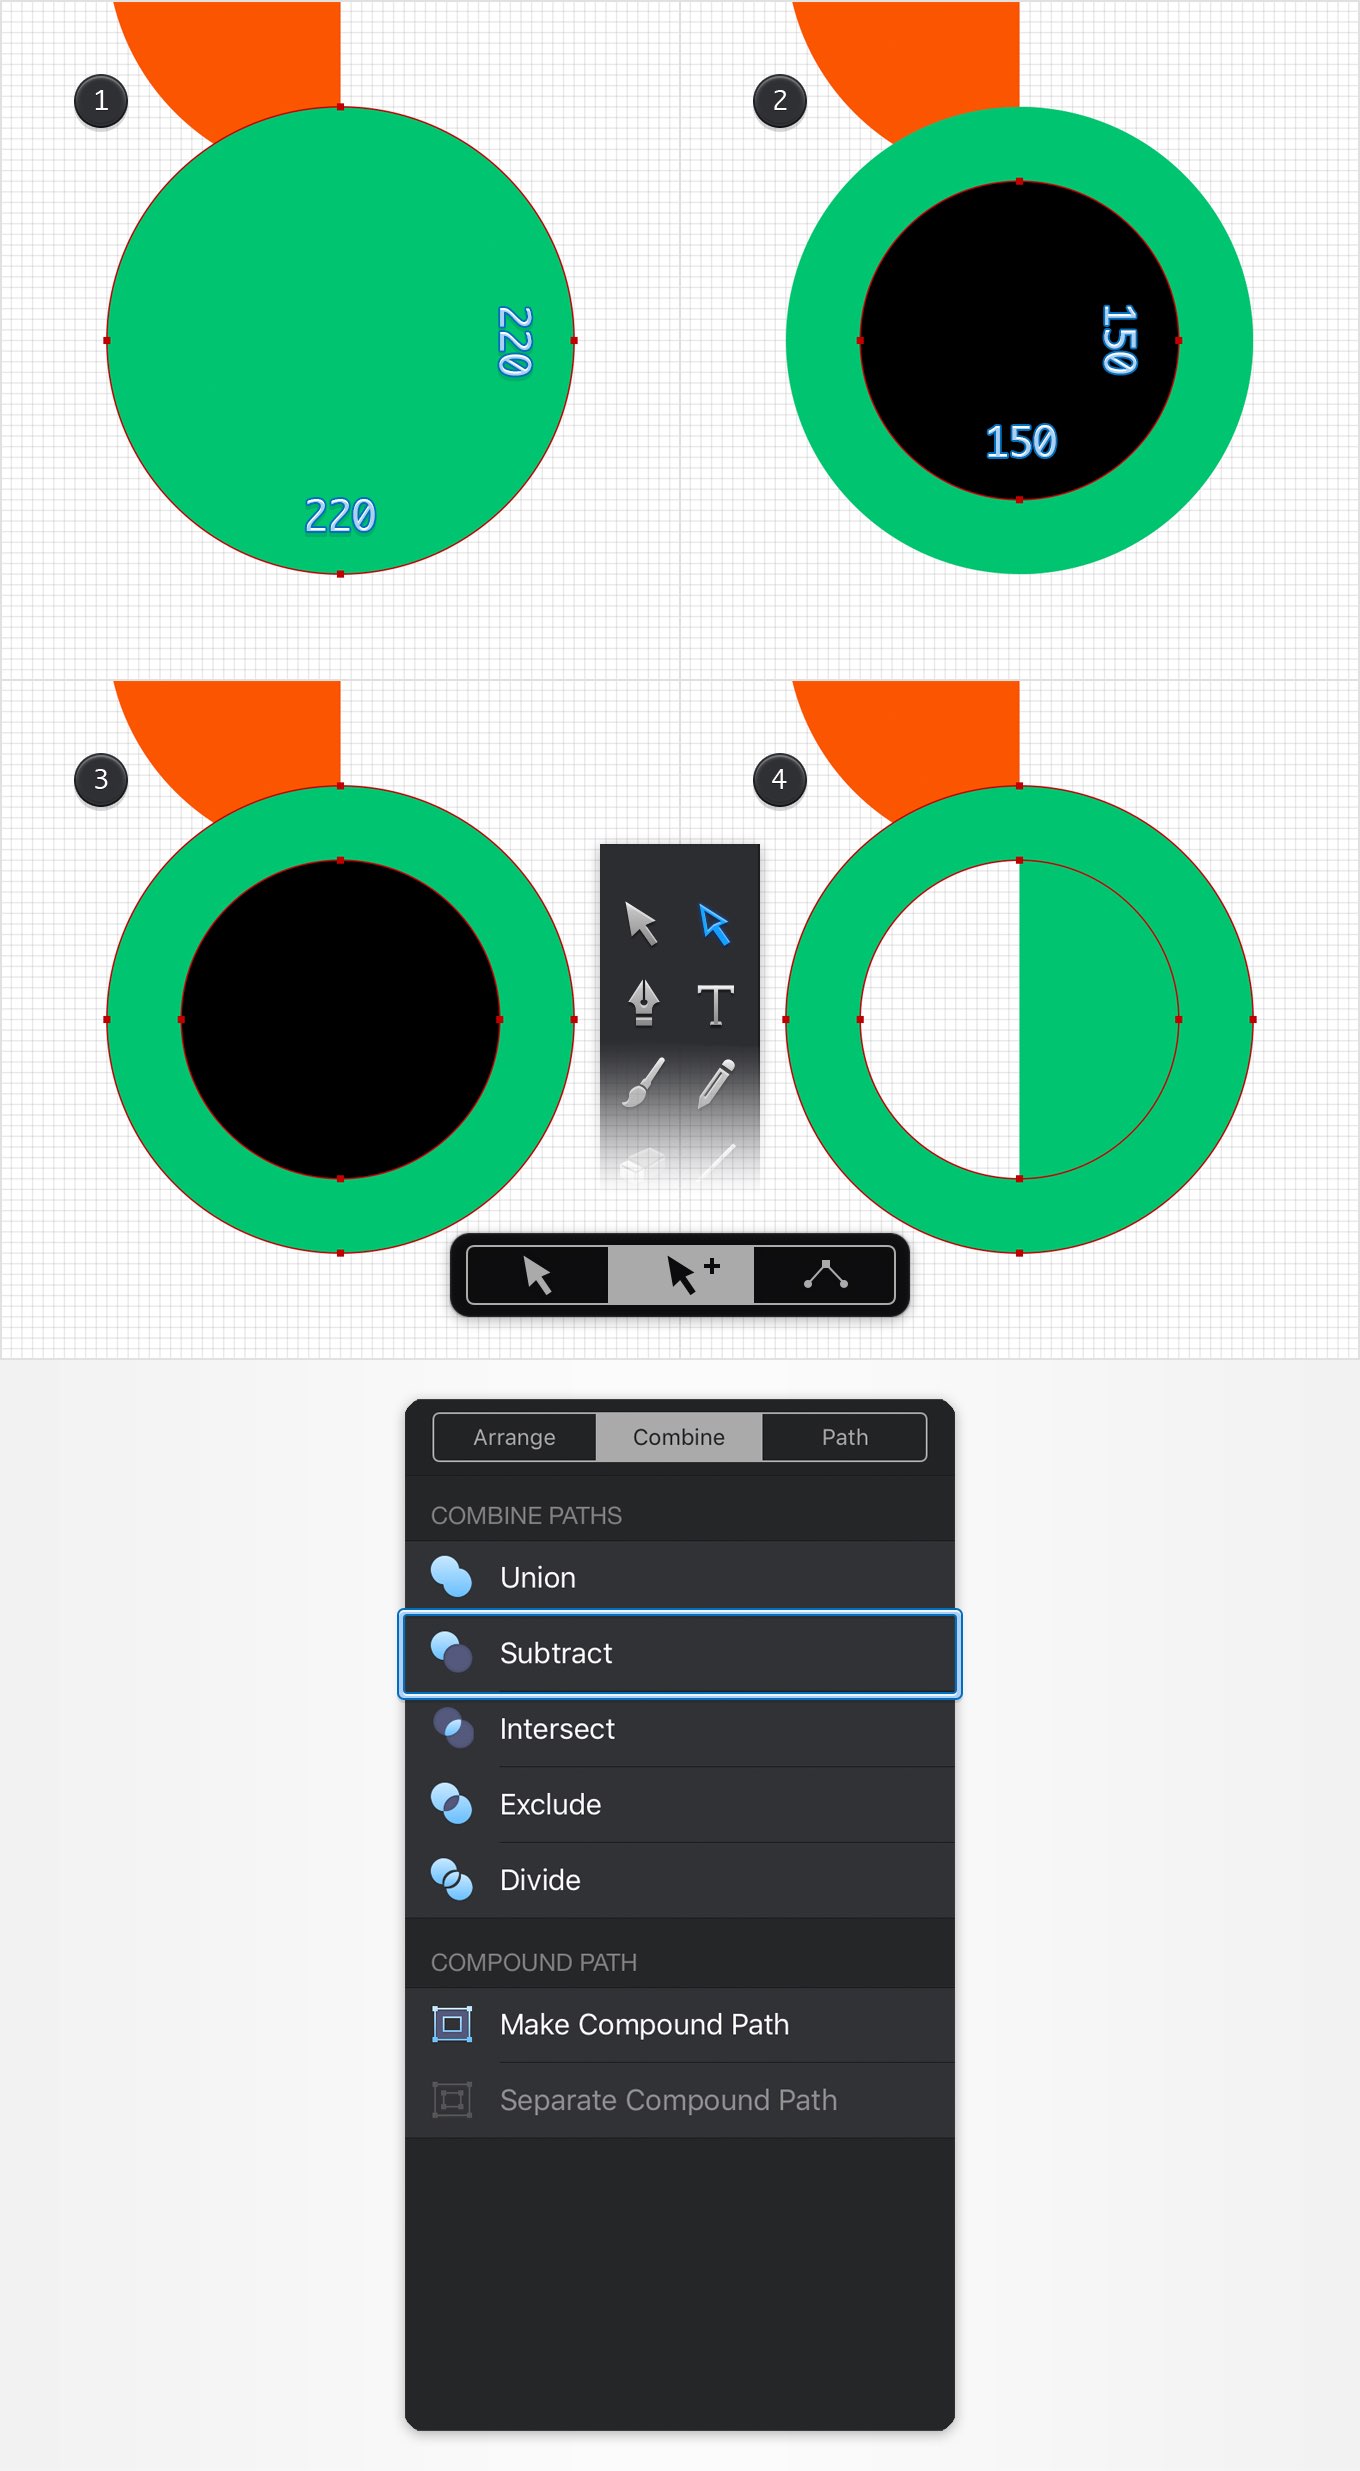 1
220
220
2
150
150
3
4
Arrange
Combine
Path
COMBINE PATHS
Union
Subtract
Intersect
Exclude
Divide
COMPOUND PATH
Make Compound Path
Separate Compound Path